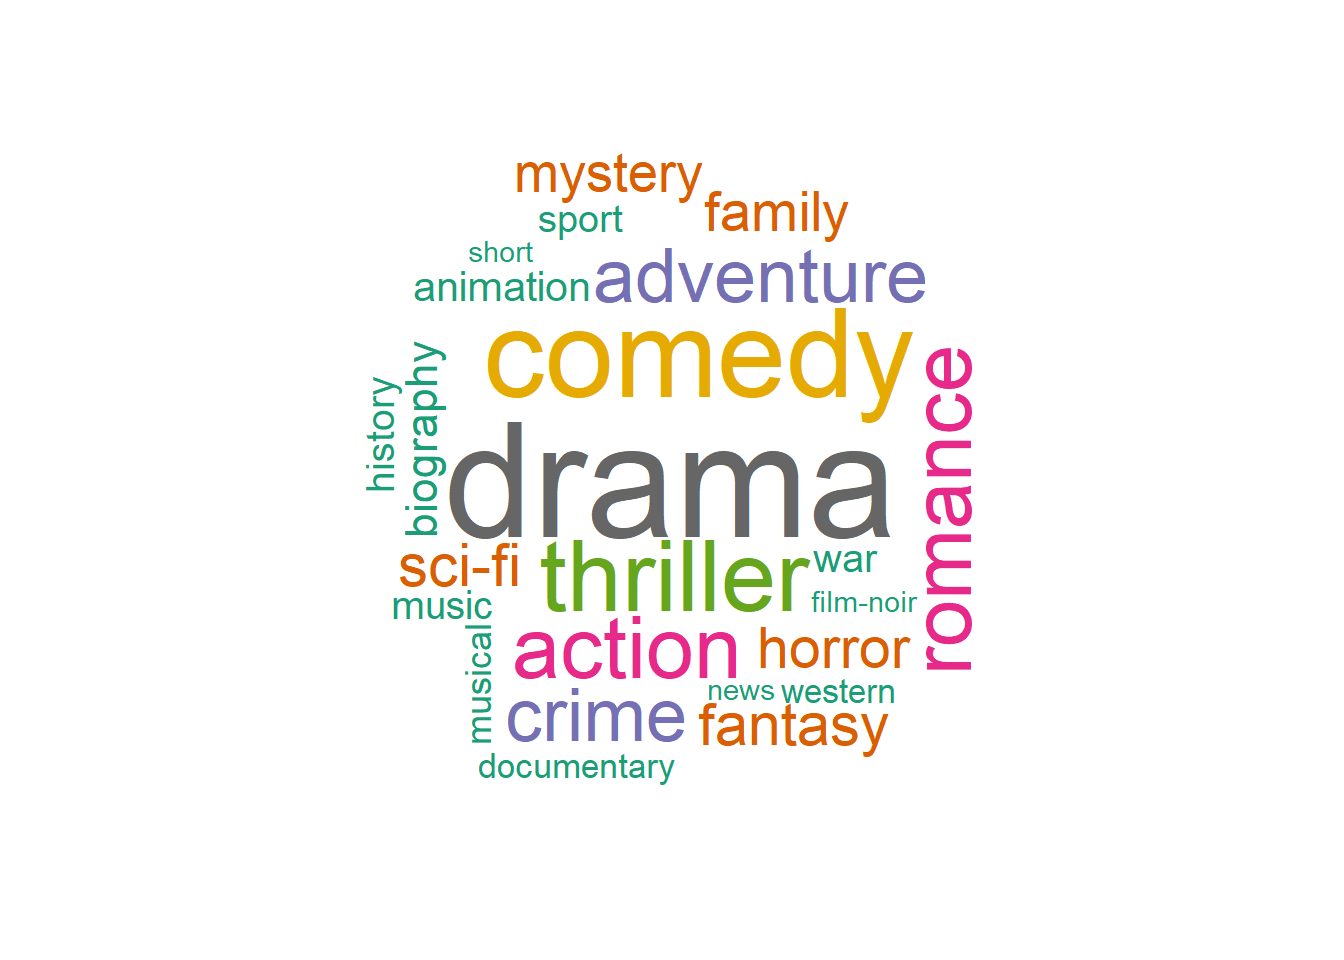 mystery
family
sport
short
adventure
animation
comedy
romance
history
biography
drama
sci-fi
thriller
war
music
film-noir
action
horror
musical
news
western
crime
fantasy
documentary